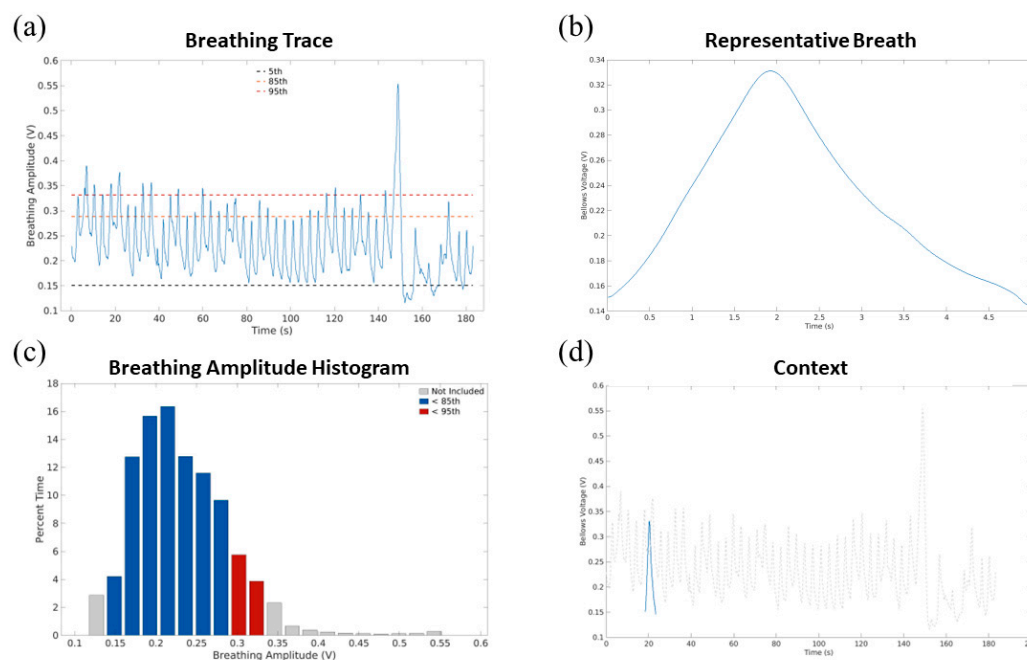 (a)
Breathing Trace
0.6
0.55
0.5
0.45
0.4
0.35
0.3
0.25
0.2
0.15
0.1
Breathing Amplitude (V)
5th
85th
95th
0 20 40 60 80 100 120 140 160 180
Time (s)
(b)
Representative Breath
0.34
0.32
0.3
0.28
0.26
0.24
0.22
0.2
0.18
0.16
0.14
Bellows Voltage (V)
0 0.5 1 1.5 2 2.5 3 3.5 4 4.5 5
Time (s)
(c)
Breathing Amplitude Histogram
18
16
14
12
10
8
6
4
2
0
Percent Time
Not Included
< 85th
< 95th
0.1 0.15 0.2 0.25 0.3 0.35 0.4 0.45 0.5 0.55 0.6
Breathing Amplitude (V)
(d)
Context
0.6
0.55
0.5
0.45
0.4
0.35
0.3
0.25
0.2
0.15
0.1
Bellows Voltage (V)
0 20 40 60 80 100 120 140 160 180
Time (s)